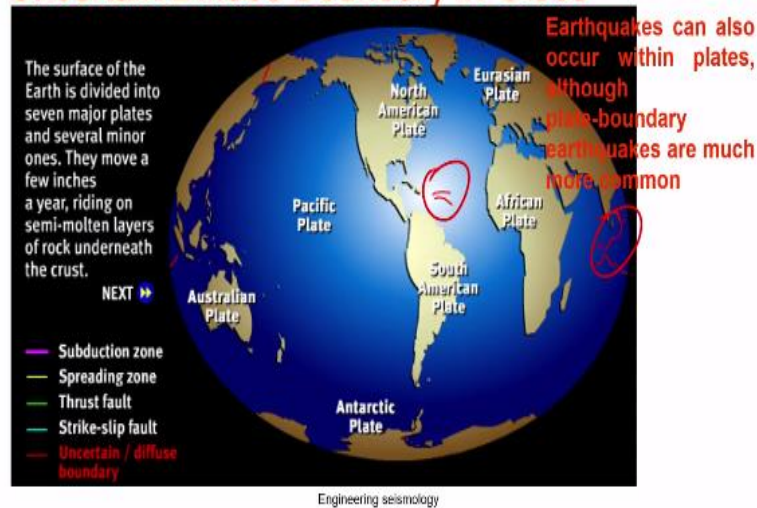 Earthquakes can also
occur within plates,
although
plate-boundary
earthquakes are much
more common
The surface of the
Earth is divided into
seven major plates
and several minor
ones. They move a
few inches
a year, riding on
semi-molten layers
of rock underneath
the crust.
NEXT
North
American
Plate
Eurasian
Plate
Pacific
Plate
African
Plate
Australian
Plate
South
American
Plate
Antarctic
Plate
Subduction zone
Spreading zone
Thrust fault
Strike-slip fault
Uncertain / diffuse
boundary
Engineering seismology